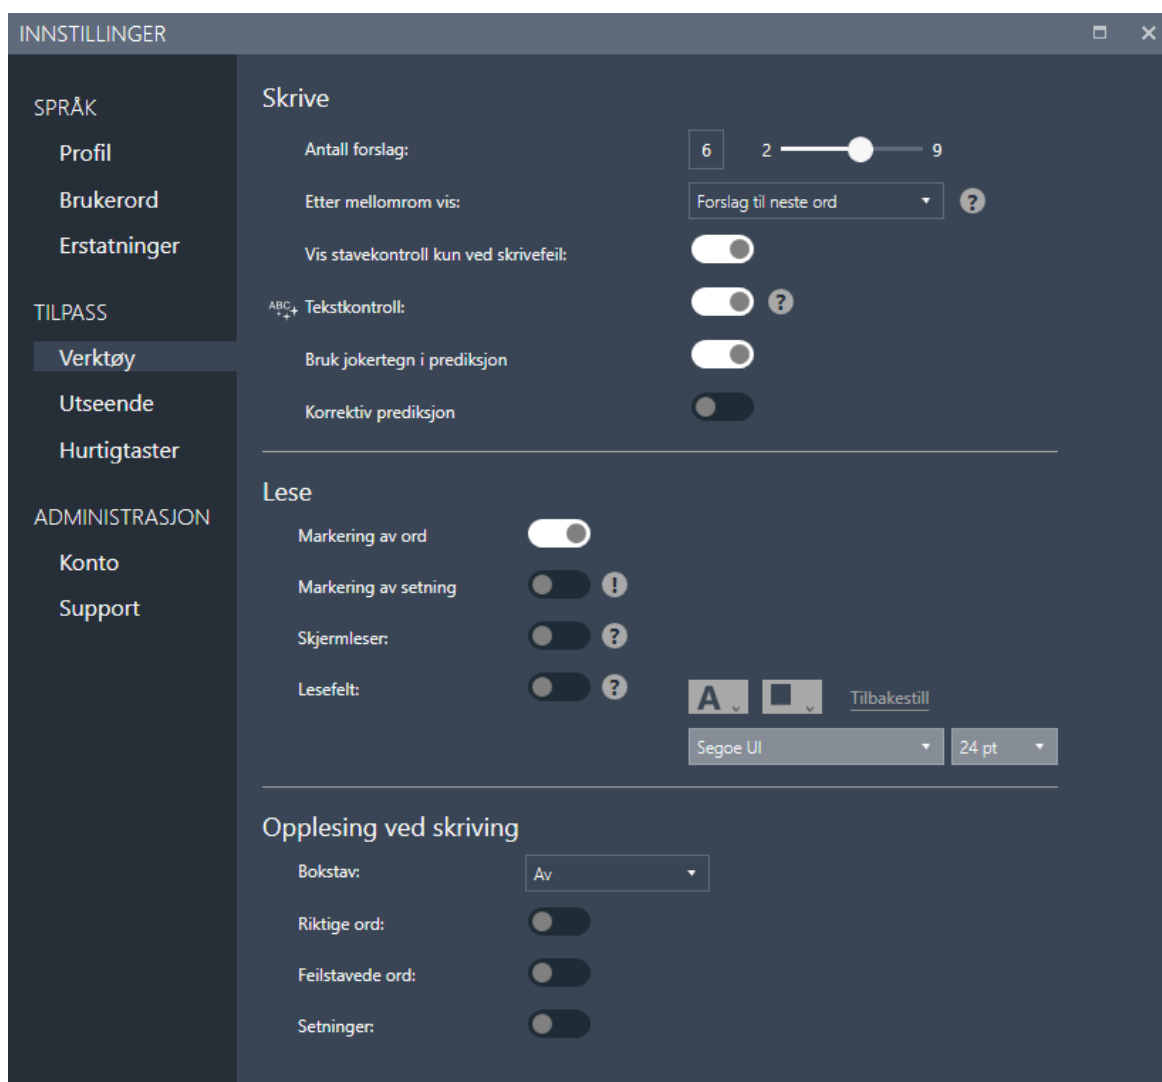 INNSTILLINGER
SPRÅK
Profil
Brukerord
Erstatninger
TILPASS
Verktøy
Utseende
Hurtigtaster
ADMINISTRASJON
Konto
Support
Skrive
Antall forslag: 6 2 9
Etter mellomrom vis: Forslag til neste ord ?
Vis stavekontroll kun ved skrivefeil:
ABC Tekstkontroll: ?
Bruk jokertegn i prediksjon
Korrektiv prediksjon
Lese
Markering av ord
Markering av setning !
Skjermleser: ?
Lesefelt: ? A Tilbakestill
Segoe UI 24 pt
Opplesing ved skriving
Bokstav: Av
Riktige ord:
Feilstavede ord:
Setninger: